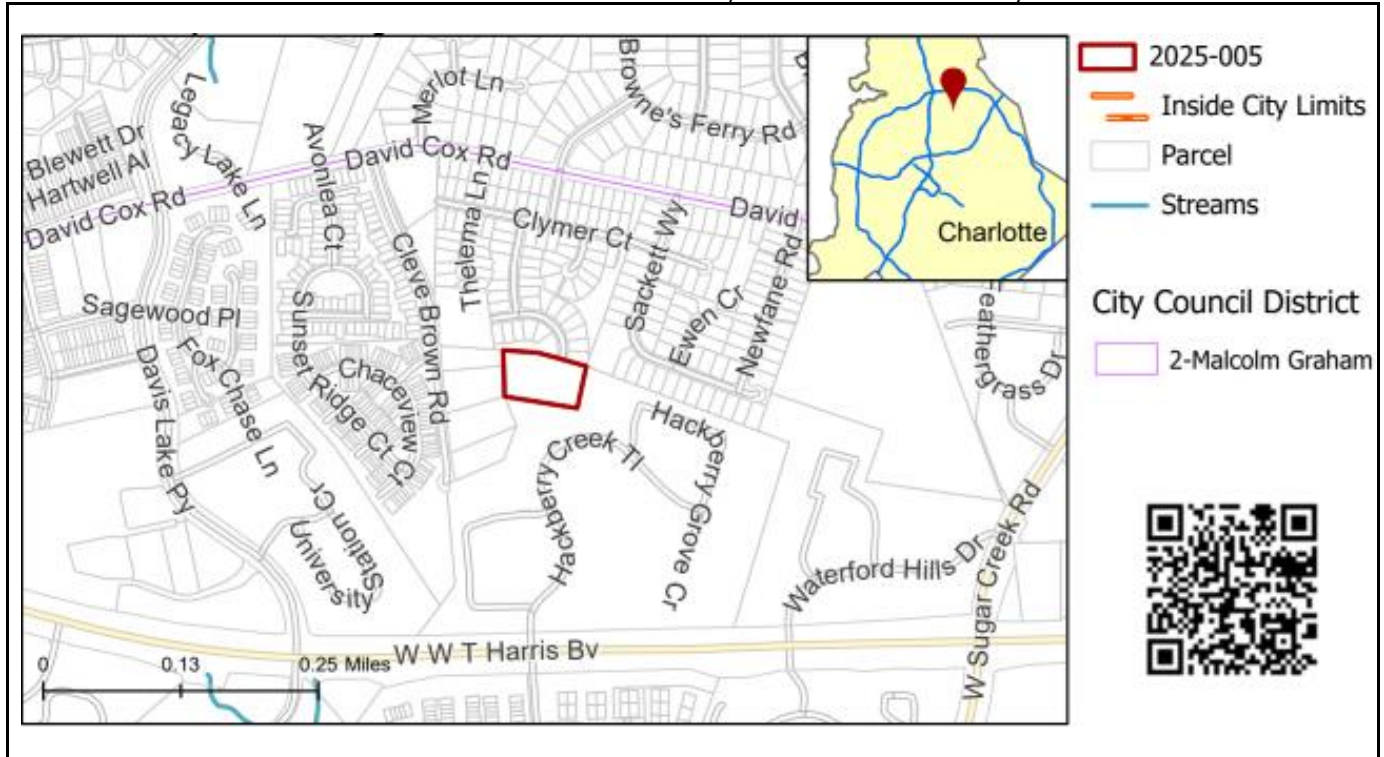 Legacy Lake Ln
Merlot Ln
Browne's Ferry Rd
Blewett Dr
Hartwell Al
David Cox Rd
Avonlea Ct
David Cox Rd
Thelema Ln
Clymer Ct
David
Sackett Wy
Ewen Cr
Newfane Rd
Cleve Brown Rd
Sagewood Pl
Sunset Ridge Ct
Fox Chase Ln
Chaceview Ct
Davis Lake Py
Hackberry Creek Tl
Hackberry Grove Cr
University Station Cr
Waterford Hills Dr
W Sugar Creek Rd
eathergrass Dr
W W T Harris Bv
0 0.13 0.25 Miles
Charlotte
2025-005
Inside City Limits
Parcel
Streams
City Council District
2-Malcolm Graham